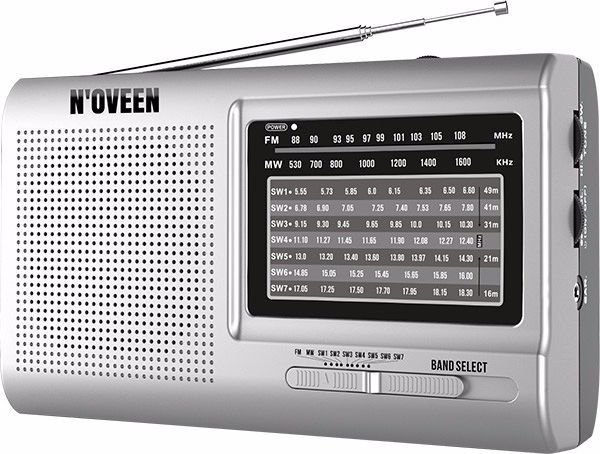 N'OVEEN
POWER
FM 88 90 93 95 97 99 101 103 105 108 MHz
MW 530 700 800 1000 1200 1400 1600 KHz
SW1 5.55 5.73 5.85 6.0 6.15 6.35 6.50 6.60 49m
SW2 6.78 6.90 7.05 7.25 7.40 7.53 7.65 7.80 41m
SW3 9.15 9.30 9.45 9.65 9.85 10.0 10.15 10.30 31m
SW4 11.10 11.27 11.45 11.65 11.90 12.08 12.27 12.40 MHz
SW5 13.0 13.20 13.40 13.60 13.80 13.97 14.15 14.30 21m
SW6 14.85 15.05 15.25 15.45 15.65 15.85 16.00
SW7 17.05 17.25 17.50 17.70 17.95 18.15 18.30 16m
FM MW SW1 SW2 SW3 SW4 SW5 SW6 SW7
BAND SELECT